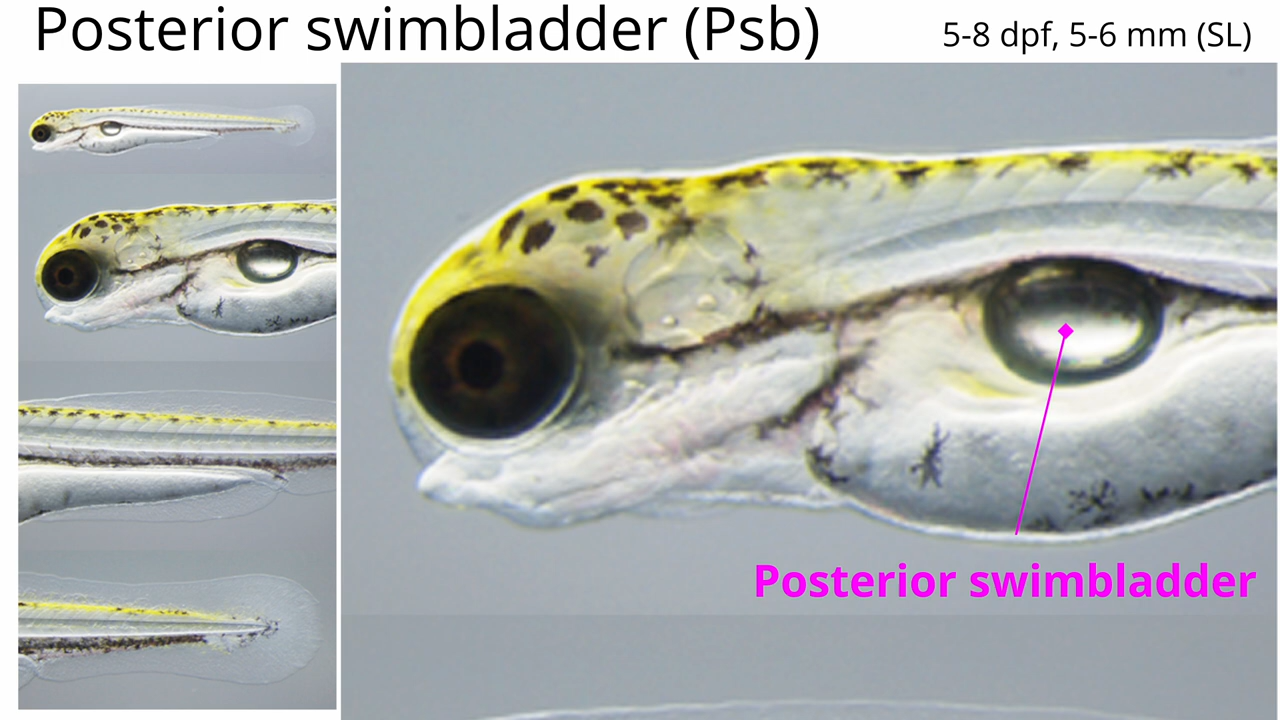 Posterior swimbladder (Psb)
5-8 dpf, 5-6 mm (SL)
Posterior swimbladder